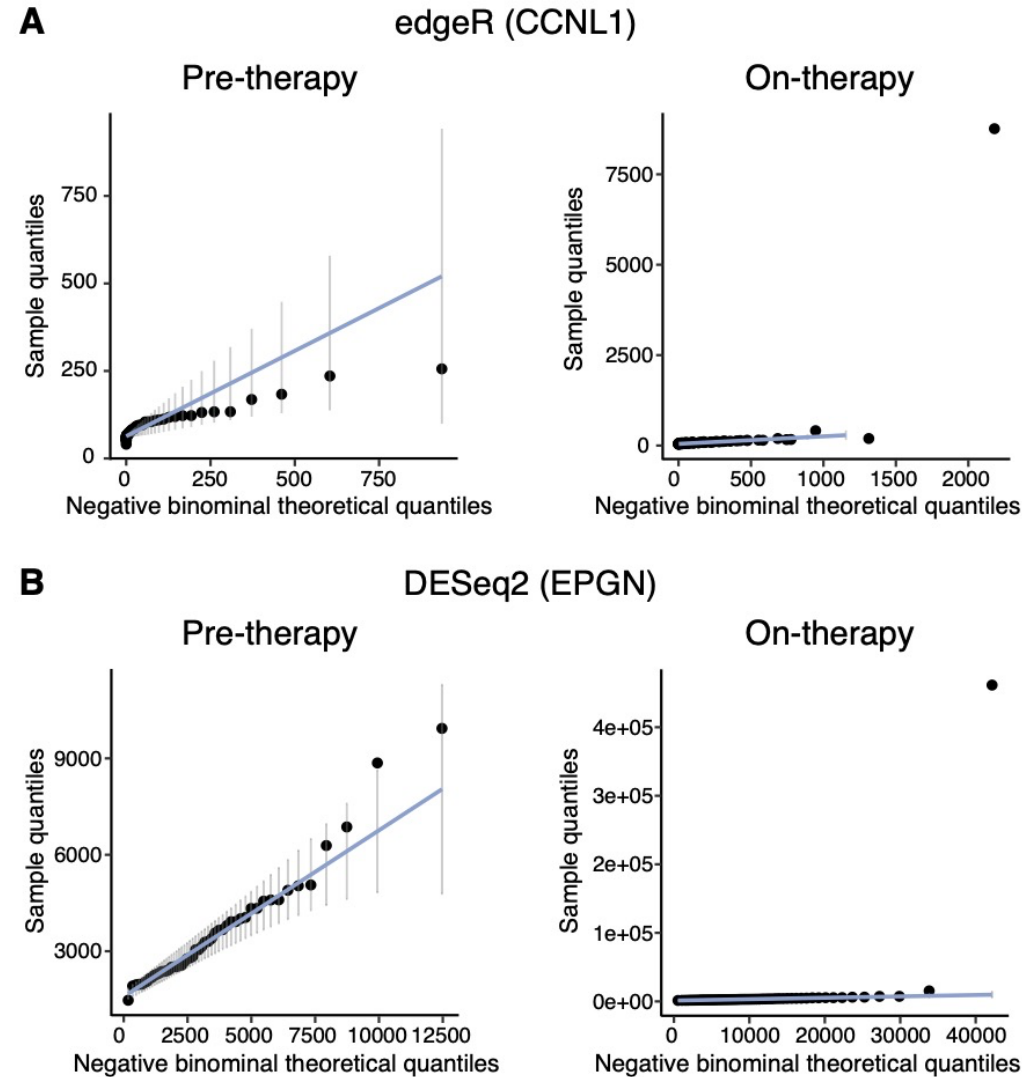 A
edgeR (CCNL1)
Pre-therapy
On-therapy
Sample quantiles
750
500
250
0
0 250 500 750
Negative binominal theoretical quantiles
Sample quantiles
7500
5000
2500
0
0 500 1000 1500 2000
Negative binominal theoretical quantiles
B
DESeq2 (EPGN)
Pre-therapy
On-therapy
Sample quantiles
9000
6000
3000
0 2500 5000 7500 10000 12500
Negative binominal theoretical quantiles
Sample quantiles
4e+05
3e+05
2e+05
1e+05
0e+00
0 10000 20000 30000 40000
Negative binominal theoretical quantiles